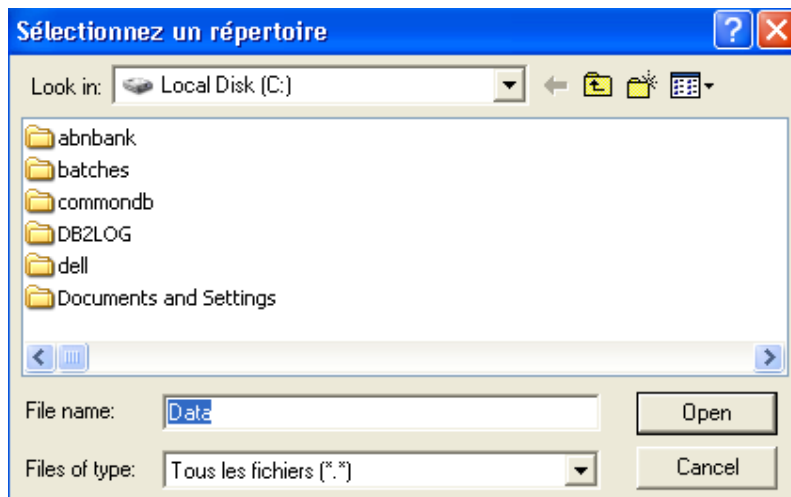 Sélectionnez un répertoire
Look in: Local Disk (C:)
abnbank
batches
commondb
DB2LOG
dell
Documents and Settings
File name: Data Open
Files of type: Tous les fichiers (*.*) Cancel